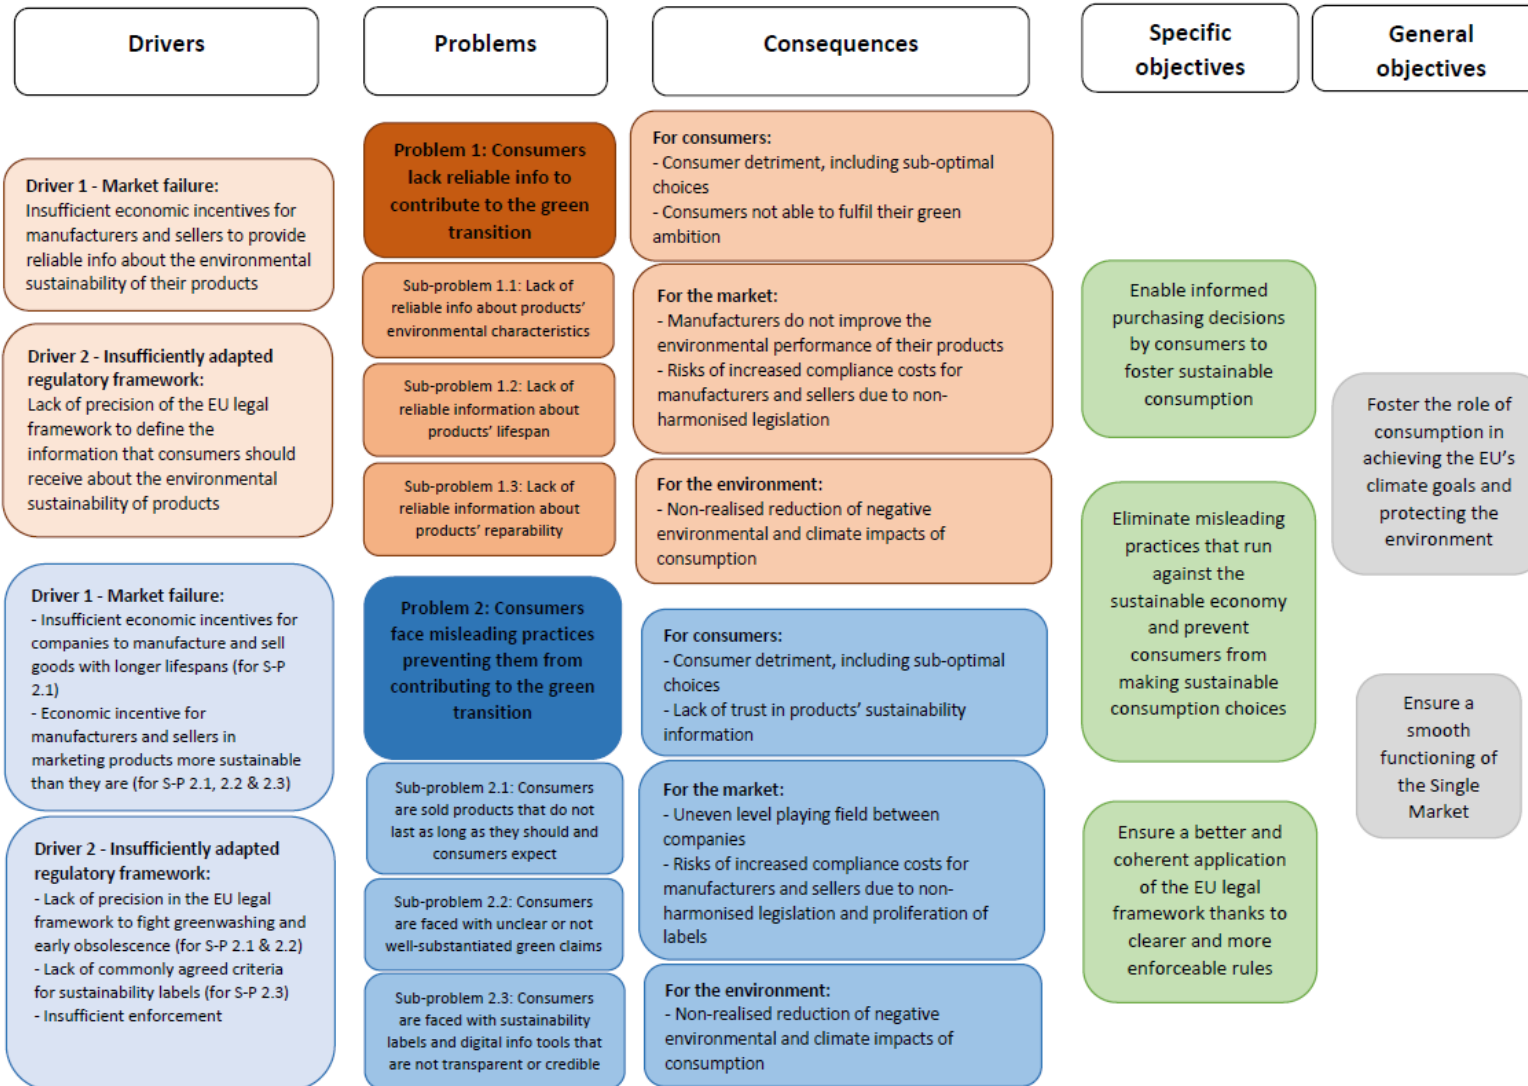 Drivers
Problems
Consequences
Specific
objectives
General
objectives
Driver 1 - Market failure:
Insufficient economic incentives for
manufacturers and sellers to provide
reliable info about the environmental
sustainability of their products
Driver 2 - Insufficiently adapted
regulatory framework:
Lack of precision of the EU legal
framework to define the
information that consumers should
receive about the environmental
sustainability of products
Driver 1 - Market failure:
- Insufficient economic incentives for
companies to manufacture and sell
goods with longer lifespans (for S-P
2.1)
- Economic incentive for
manufacturers and sellers in
marketing products more sustainable
than they are (for S-P 2.1, 2.2 & 2.3)
Driver 2 - Insufficiently adapted
regulatory framework:
- Lack of precision in the EU legal
framework to fight greenwashing and
early obsolescence (for S-P 2.1 & 2.2)
- Lack of commonly agreed criteria
for sustainability labels (for S-P 2.3)
- Insufficient enforcement
Problem 1: Consumers
lack reliable info to
contribute to the green
transition
Sub-problem 1.1: Lack of
reliable info about products'
environmental characteristics
Sub-problem 1.2: Lack of
reliable information about
products' lifespan
Sub-problem 1.3: Lack of
reliable information about
products' reparability
Problem 2: Consumers
face misleading practices
preventing them from
contributing to the green
transition
Sub-problem 2.1: Consumers
are sold products that do not
last as long as they should and
consumers expect
Sub-problem 2.2: Consumers
are faced with unclear or not
well-substantiated green claims
Sub-problem 2.3: Consumers
are faced with sustainability
labels and digital info tools that
are not transparent or credible
For consumers:
- Consumer detriment, including sub-optimal
choices
- Consumers not able to fulfil their green
ambition
For the market:
- Manufacturers do not improve the
environmental performance of their products
- Risks of increased compliance costs for
manufacturers and sellers due to non-
harmonised legislation
For the environment:
- Non-realised reduction of negative
environmental and climate impacts of
consumption
For consumers:
- Consumer detriment, including sub-optimal
choices
- Lack of trust in products' sustainability
information
For the market:
- Uneven level playing field between
companies
- Risks of increased compliance costs for
manufacturers and sellers due to non-
harmonised legislation and proliferation of
labels
For the environment:
- Non-realised reduction of negative
environmental and climate impacts of
consumption
Enable informed
purchasing decisions
by consumers to
foster sustainable
consumption
Eliminate misleading
practices that run
against the
sustainable economy
and prevent
consumers from
making sustainable
consumption choices
Ensure a better and
coherent application
of the EU legal
framework thanks to
clearer and more
enforceable rules
Foster the role of
consumption in
achieving the EU's
climate goals and
protecting the
environment
Ensure a
smooth
functioning of
the Single
Market